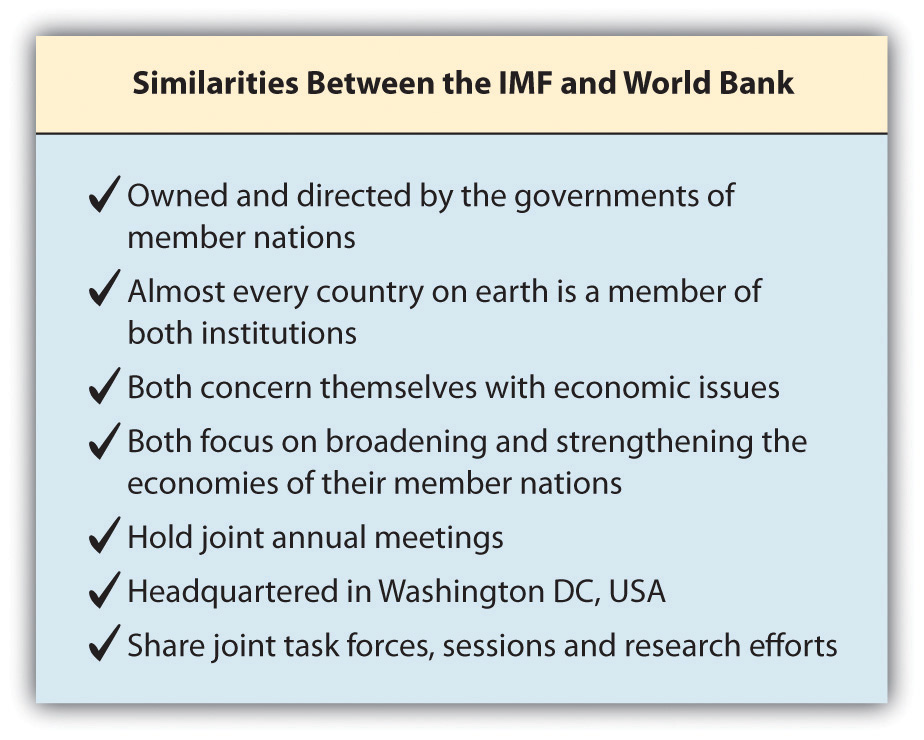 Similarities Between the IMF and World Bank
✓ Owned and directed by the governments of
member nations
✓ Almost every country on earth is a member of
both institutions
✓ Both concern themselves with economic issues
✓ Both focus on broadening and strengthening the
economies of their member nations
✓ Hold joint annual meetings
✓ Headquartered in Washington DC, USA
✓ Share joint task forces, sessions and research efforts